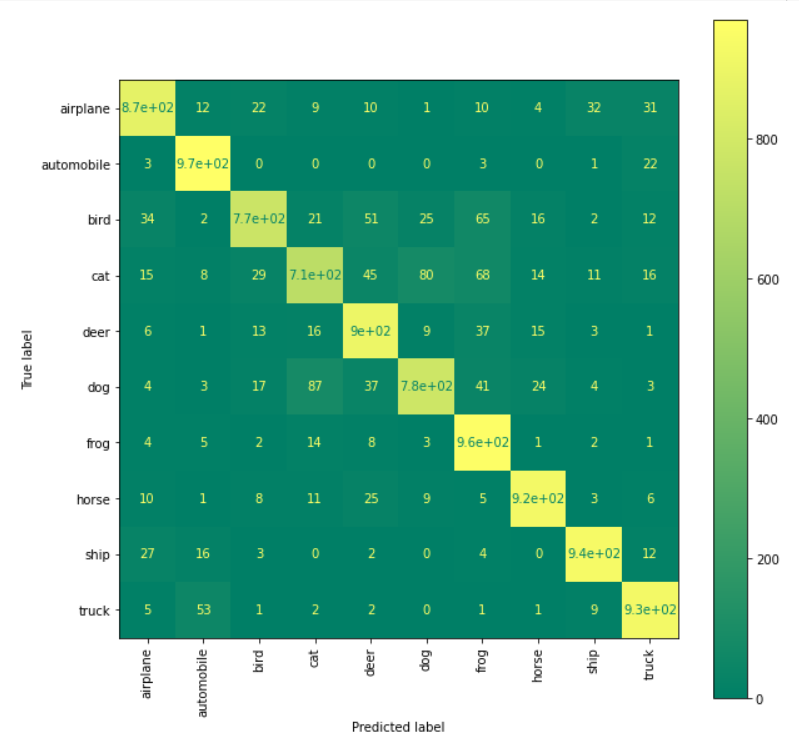 airplane 8.7e+02 12 22 9 10 1 10 4 32 31
automobile 3 9.7e+02 0 0 0 0 3 0 1 22
bird 34 2 7.7e+02 21 51 25 65 16 2 12
cat 15 8 29 7.1e+02 45 80 68 14 11 16
deer 6 1 13 16 9e+02 9 37 15 3 1
dog 4 3 17 87 37 7.8e+02 41 24 4 3
frog 4 5 2 14 8 3 9.6e+02 1 2 1
horse 10 1 8 11 25 9 5 9.2e+02 3 6
ship 27 16 3 0 2 0 4 0 9.4e+02 12
truck 5 53 1 2 2 0 1 1 9 9.3e+02
airplane automobile bird cat deer dog frog horse ship truck
Predicted label
True label
800
600
400
200
0